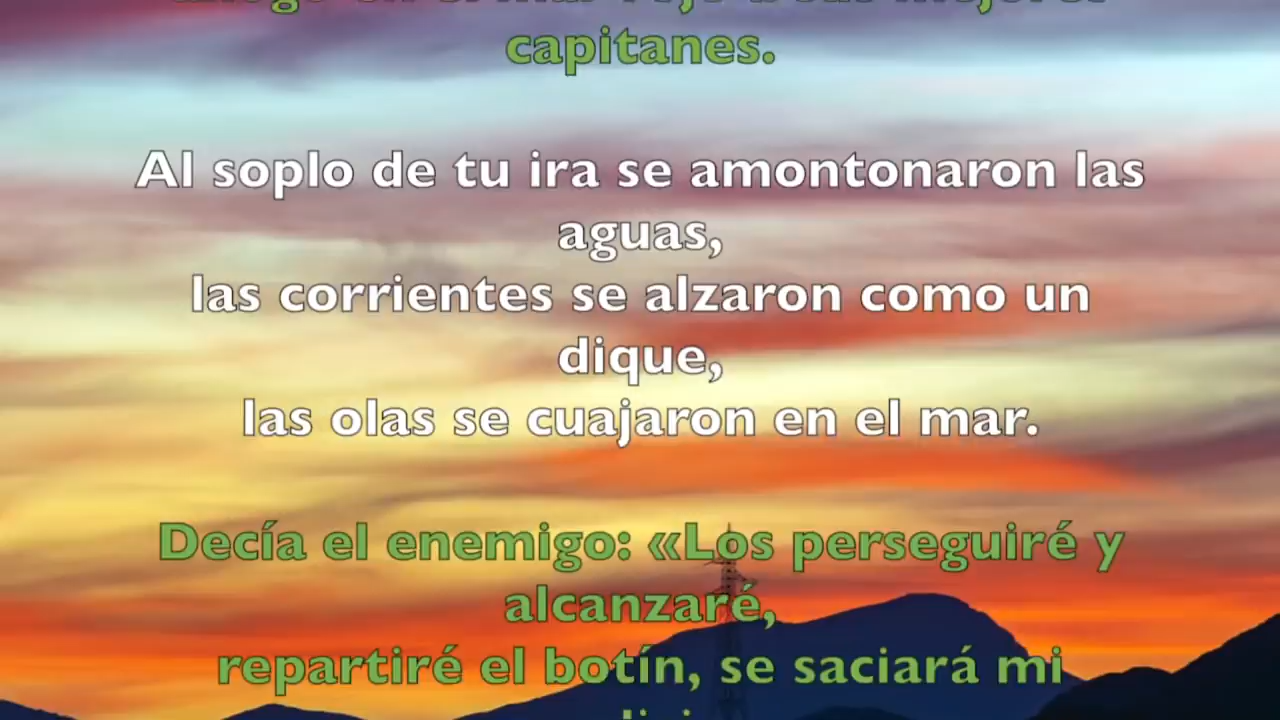 capitanes.
Al soplo de tu ira se amontonaron las
aguas,
las corrientes se alzaron como un
dique,
las olas se cuajaron en el mar.
Decía el enemigo: «Los perseguiré y
alcanzaré,
repartiré el botín, se saciará mi